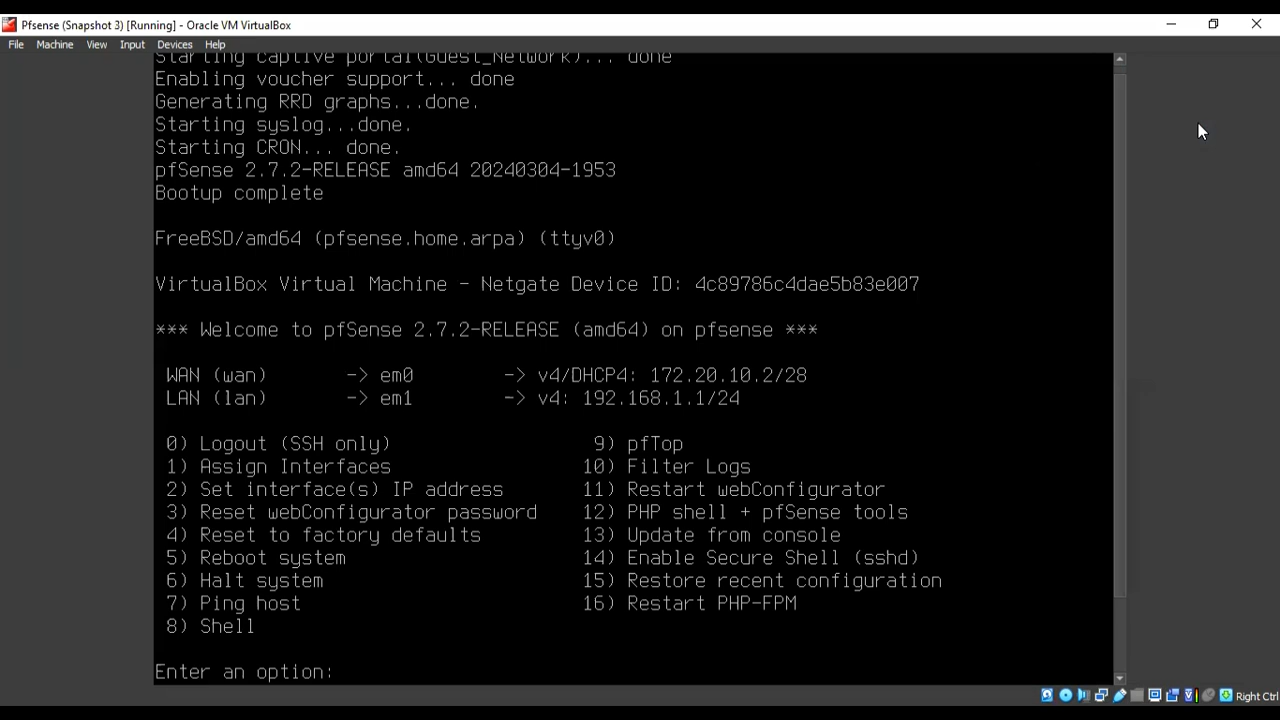 Pfsense (Snapshot 3) [Running] - Oracle VM VirtualBox
File Machine View Input Devices Help
Starting captive portal(Guest_Network)... done
Enabling voucher support... done
Generating RRD graphs...done.
Starting syslog...done.
Starting CRON... done.
pfSense 2.7.2-RELEASE amd64 20240304-1953
Bootup complete
FreeBSD/amd64 (pfsense.home.arpa) (ttyv0)
VirtualBox Virtual Machine - Netgate Device ID: 4c89786c4dae5b83e007
*** Welcome to pfSense 2.7.2-RELEASE (amd64) on pfsense ***
WAN (wan) -> em0 -> v4/DHCP4: 172.20.10.2/28
LAN (lan) -> em1 -> v4: 192.168.1.1/24
0) Logout (SSH only) 9) pfTop
1) Assign Interfaces 10) Filter Logs
2) Set interface(s) IP address 11) Restart webConfigurator
3) Reset webConfigurator password 12) PHP shell + pfSense tools
4) Reset to factory defaults 13) Update from console
5) Reboot system 14) Enable Secure Shell (sshd)
6) Halt system 15) Restore recent configuration
7) Ping host 16) Restart PHP-FPM
8) Shell
Enter an option:
Right Ctrl